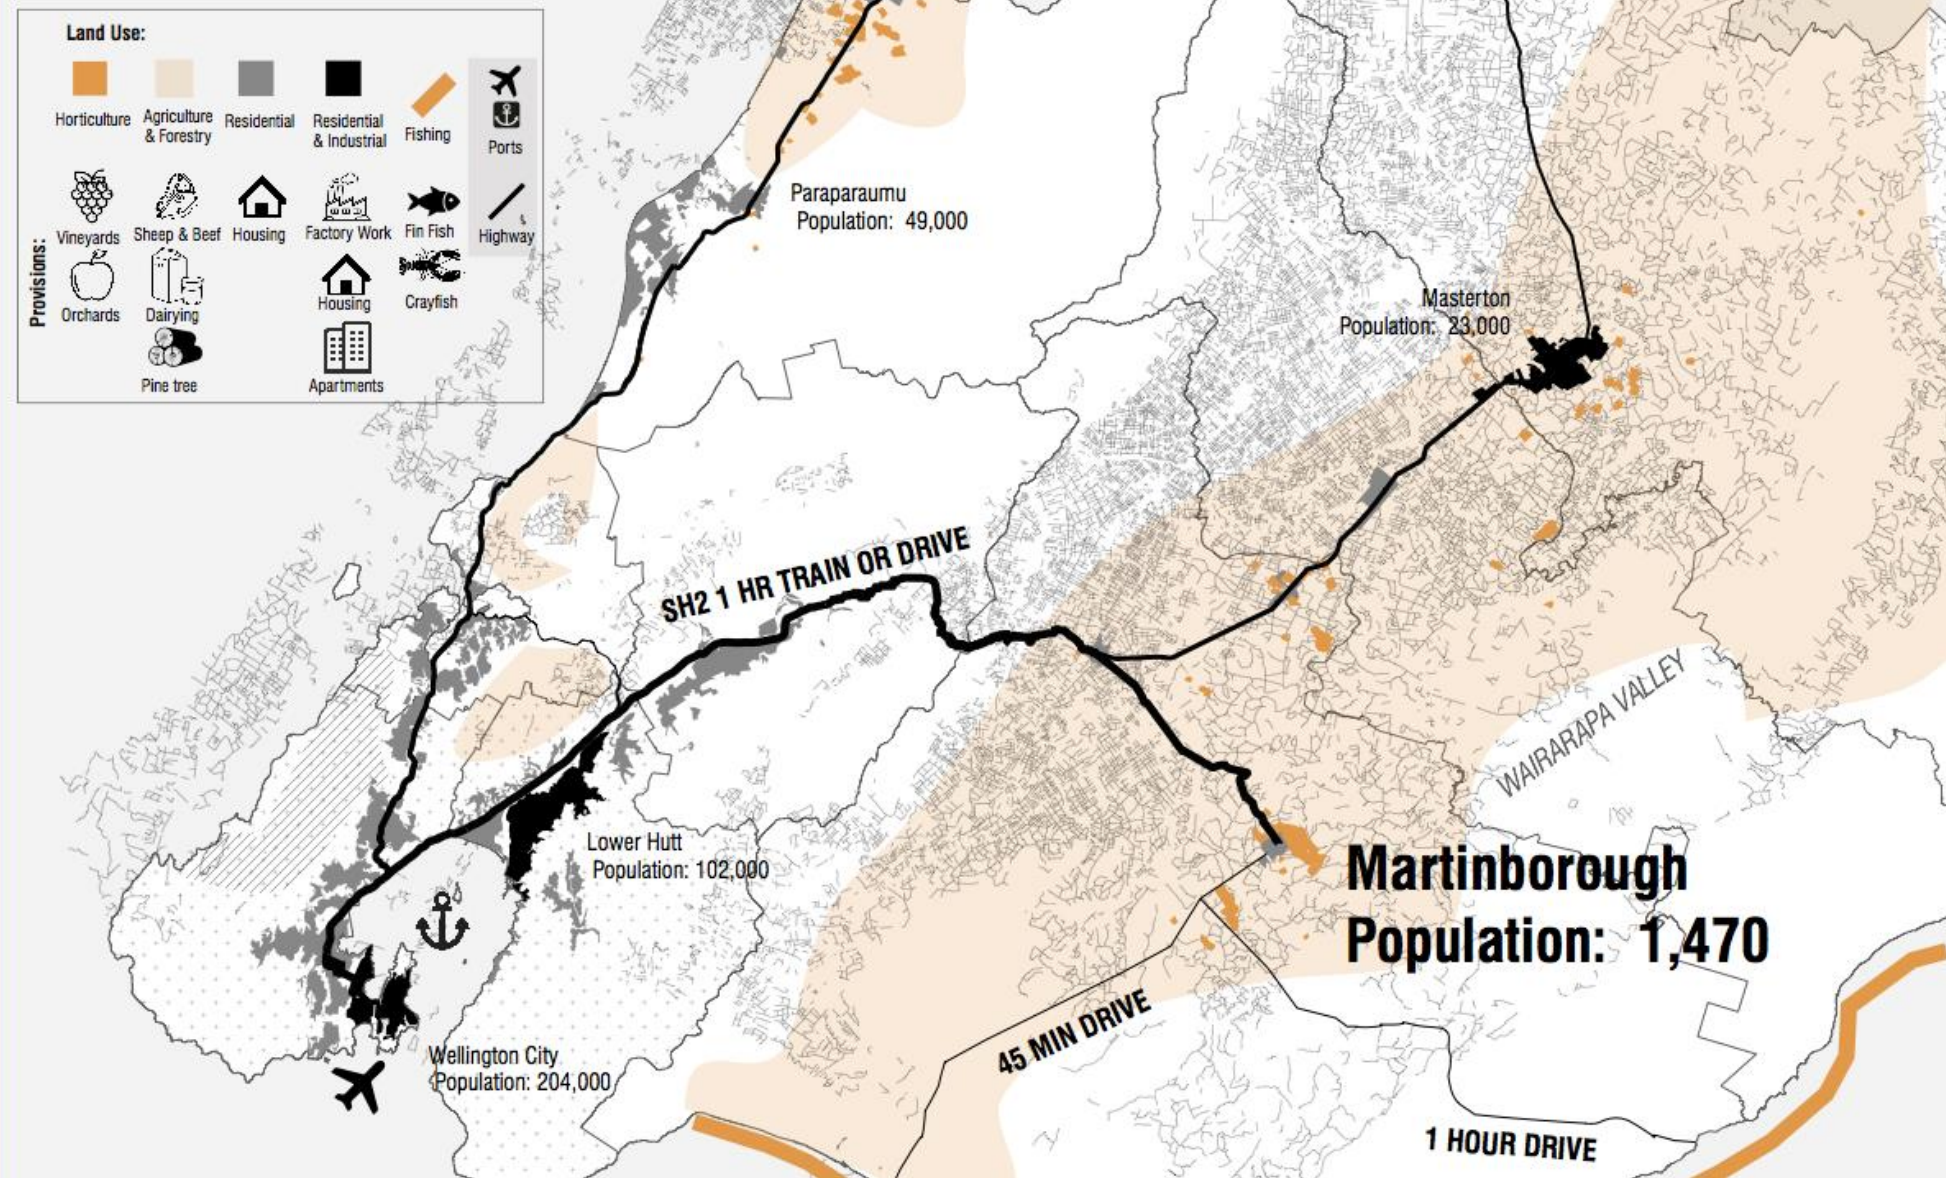 Land Use:
Horticulture
Agriculture
& Forestry
Residential
Residential
& Industrial
Fishing
Ports
Provisions:
Vineyards
Sheep & Beef
Housing
Factory Work
Fin Fish
Highway
Orchards
Dairying
Housing
Crayfish
Pine tree
Apartments
Paraparaumu
Population: 49,000
Masterton
Population: 23,000
SH2 1 HR TRAIN OR DRIVE
WAIRARAPA VALLEY
Lower Hutt
Population: 102,000
Martinborough
Population: 1,470
45 MIN DRIVE
Wellington City
Population: 204,000
1 HOUR DRIVE